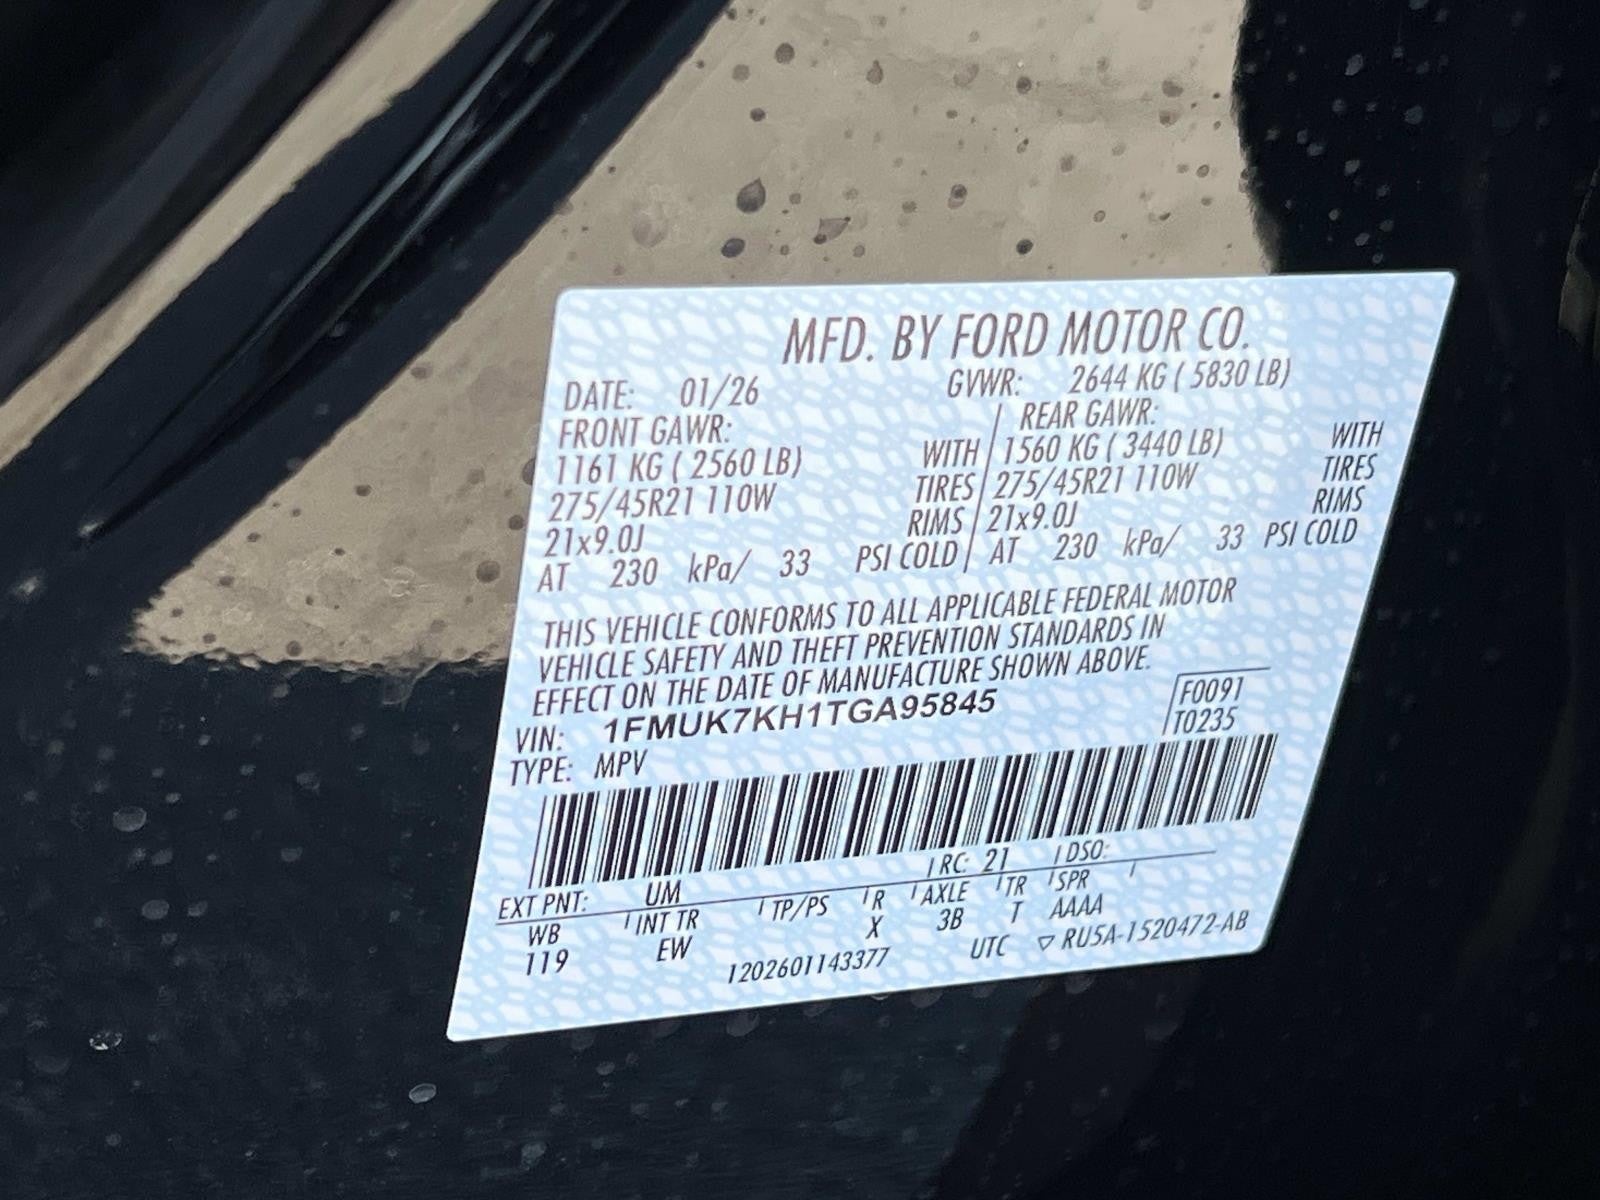 MFD. BY FORD MOTOR CO.
DATE: 01/26 GVWR: 2644 KG ( 5830 LB)
FRONT GAWR: REAR GAWR:
1161 KG ( 2560 LB) WITH 1560 KG ( 3440 LB) WITH
275/45R21 110W TIRES 275/45R21 110W TIRES
21x9.0J RIMS 21x9.0J RIMS
AT 230 kPa/ 33 PSI COLD AT 230 kPa/ 33 PSI COLD
THIS VEHICLE CONFORMS TO ALL APPLICABLE FEDERAL MOTOR
VEHICLE SAFETY AND THEFT PREVENTION STANDARDS IN
EFFECT ON THE DATE OF MANUFACTURE SHOWN ABOVE.
VIN: 1FMUK7KH1TGA95845 F0091
TYPE: MPV T0235
EXT PNT: UM RC: 21 DSO:
WB INT TR TP/PS R AXLE TR SPR
119 EW X 3B T AAAA
1202601143377 UTC ▽ RU5A-1520472-AB